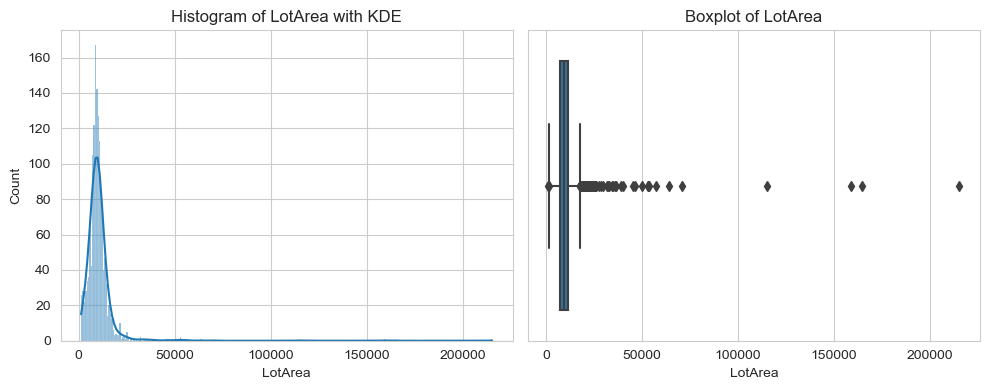 Histogram of LotArea with KDE
Count
160
140
120
100
80
60
40
20
0
0 50000 100000 150000 200000
LotArea
Boxplot of LotArea
0 50000 100000 150000 200000
LotArea